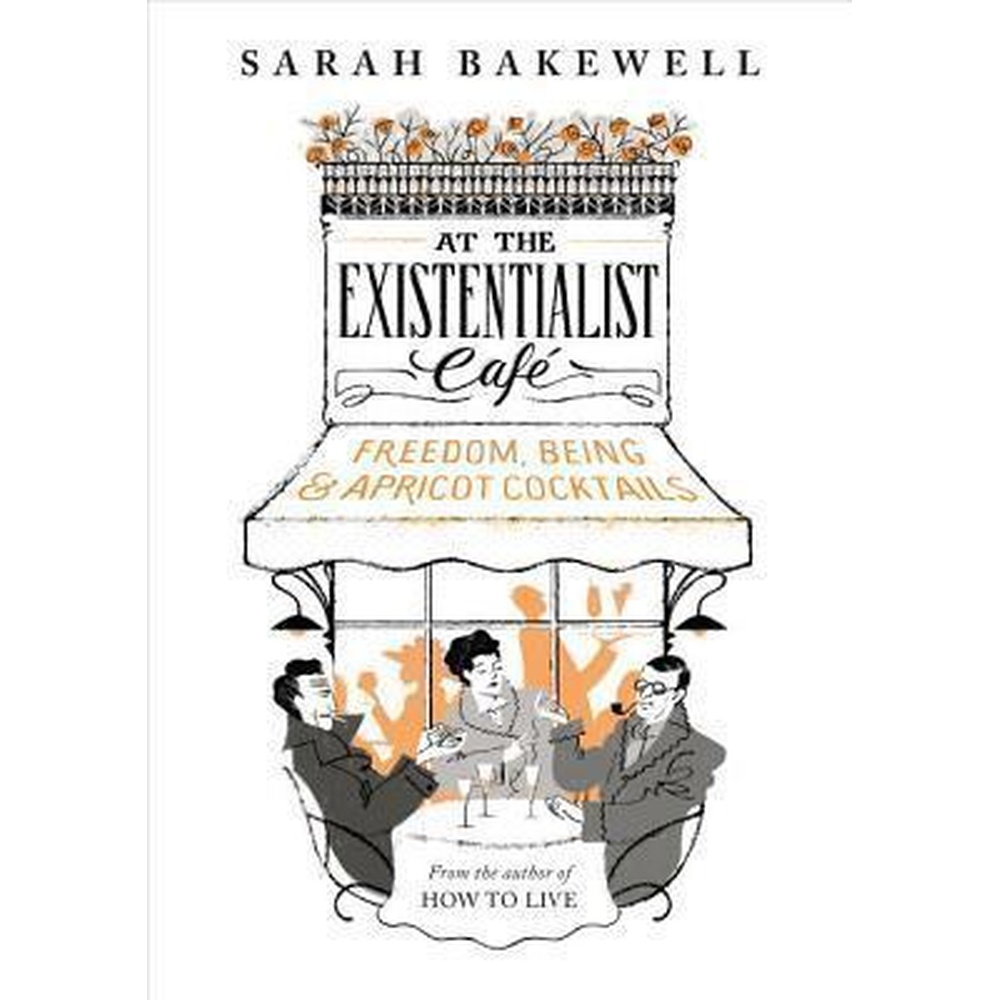 SARAH BAKEWELL
AT THE
EXISTENTIALIST
Café
FREEDOM, BEING
& APRICOT COCKTAILS
From the author of
HOW TO LIVE